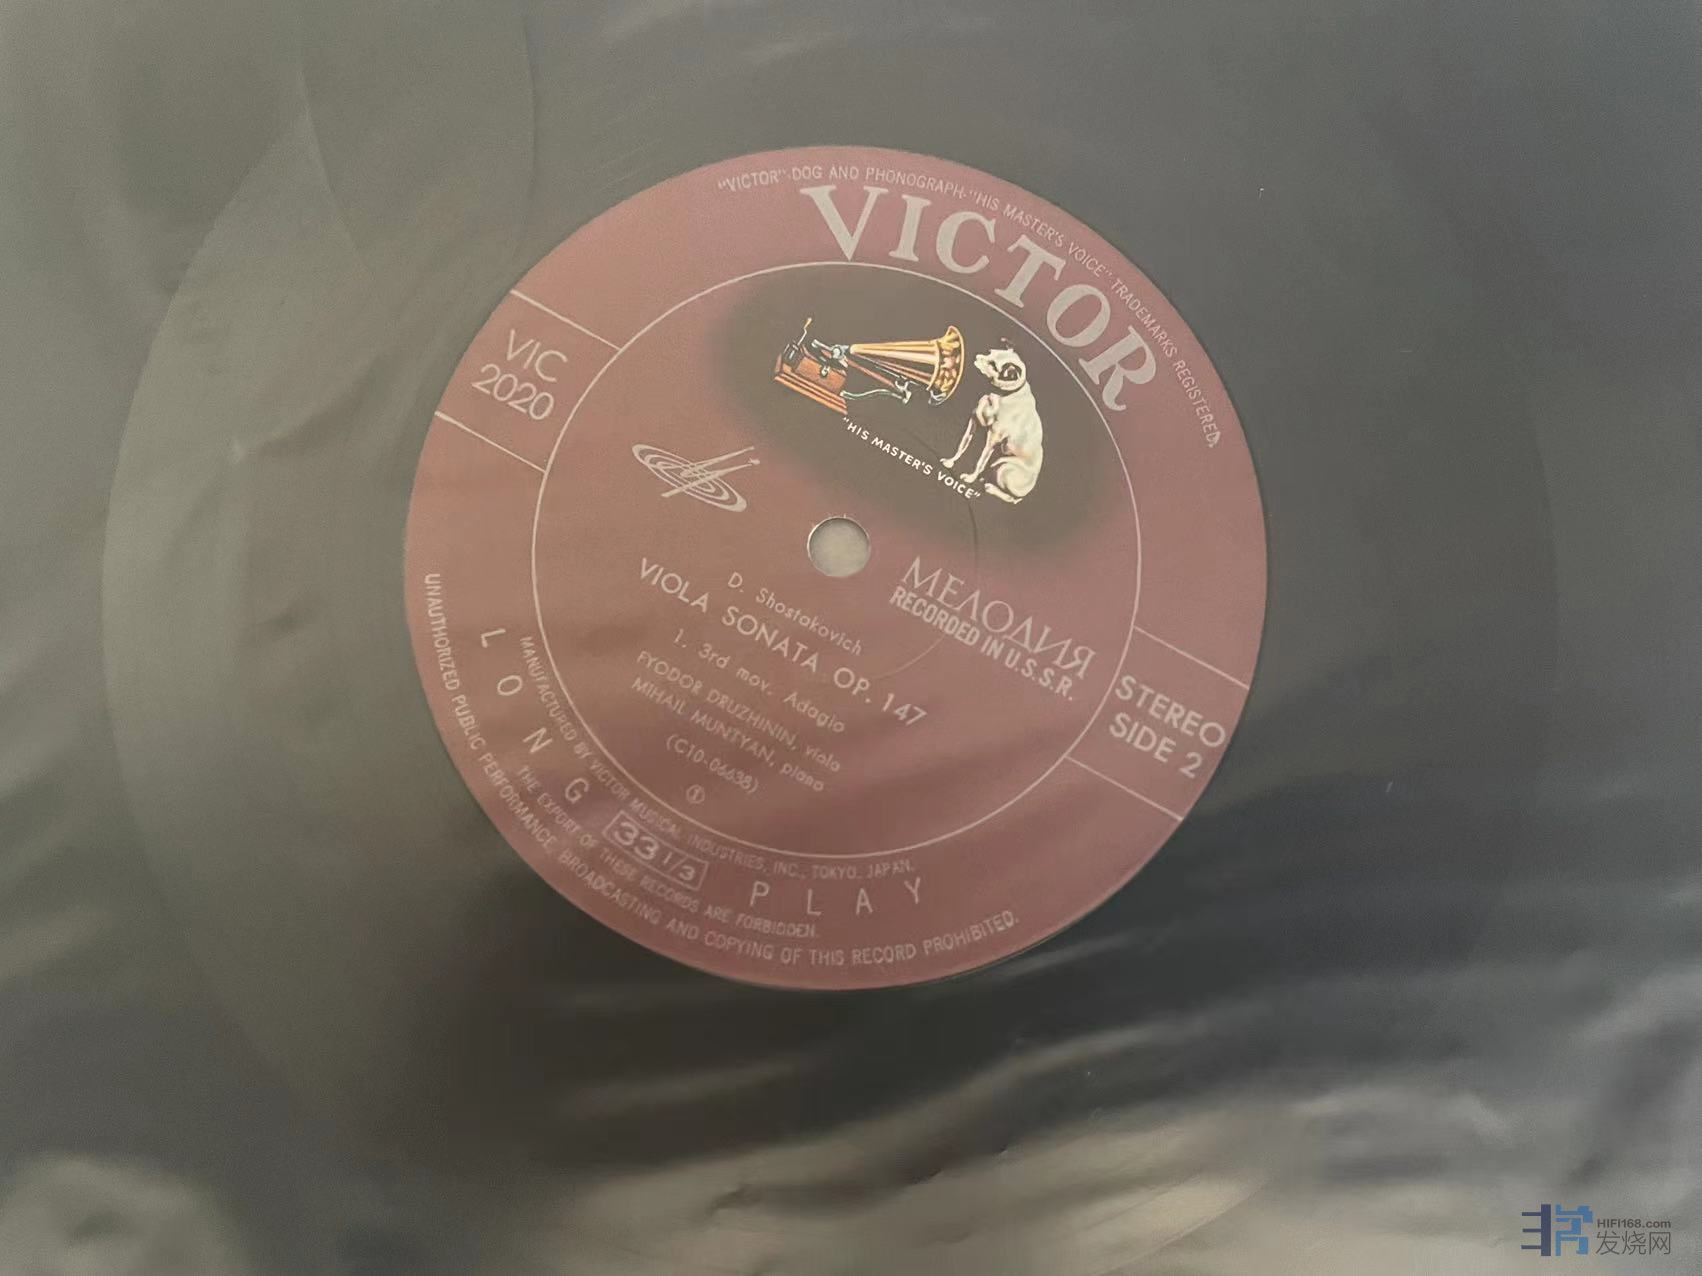 "VICTOR"·DOG AND PHONOGRAPH·"HIS MASTER'S VOICE" TRADEMARKS REGISTERED.
VICTOR
VIC
2020
"HIS MASTER'S VOICE"
МЕЛОДИЯ
RECORDED IN U.S.S.R.
D. Shostakovich
VIOLA SONATA OP. 147
1. 3rd mov. Adagio
FYODOR DRUZHININ, viola
MIHAIL MUNTYAN, piano
(C10-06638)
①
STEREO
SIDE 2
MANUFACTURED BY VICTOR MUSICAL INDUSTRIES, INC., TOKYO, JAPAN.
LONG 33 1/3 PLAY
THE EXPORT OF THESE RECORDS ARE FORBIDDEN.
UNAUTHORIZED PUBLIC PERFORMANCE, BROADCASTING AND COPYING OF THIS RECORD PROHIBITED.
HIFI168.com
发烧网